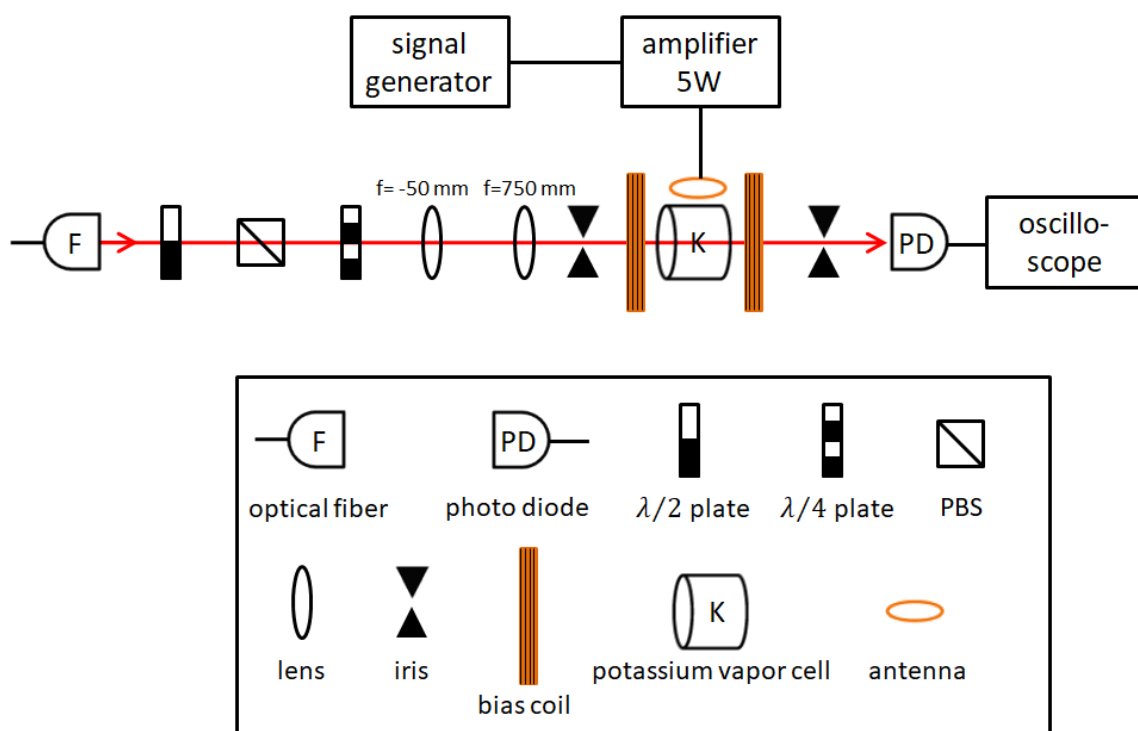 signal
generator
amplifier
5W
f= -50 mm
f=750 mm
F
K
PD
oscillo-
scope
F
PD
optical fiber
photo diode
λ/2 plate
λ/4 plate
PBS
K
lens
iris
bias coil
potassium vapor cell
antenna